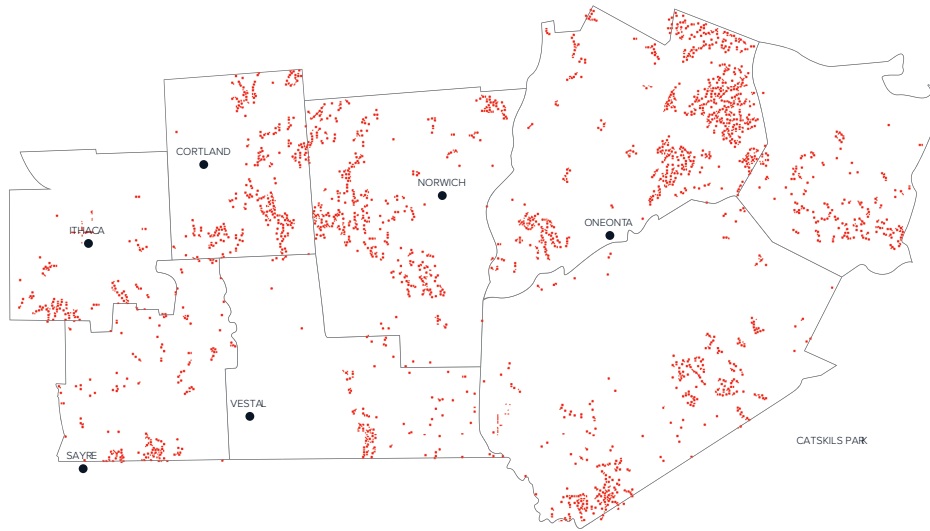 CORTLAND
NORWICH
ITHACA
ONEONTA
VESTAL
CATSKILS PARK
SAYRE